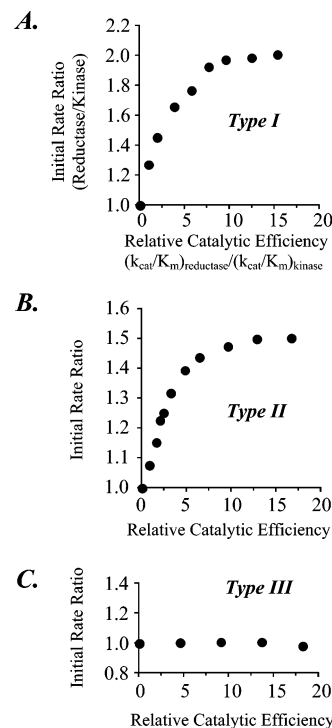 A.
Initial Rate Ratio
(Reductase/Kinase)
2.0
1.8
1.6
1.4
1.2
1.0
Type I
0 5 10 15 20
Relative Catalytic Efficiency
(kcat/Km)reductase/(kcat/Km)kinase
B.
Initial Rate Ratio
1.6
1.5
1.4
1.3
1.2
1.1
1.0
Type II
0 5 10 15 20
Relative Catalytic Efficiency
C.
Initial Rate Ratio
Type III
1.4
1.2
1.0
0.8
0 5 10 15 20
Relative Catalytic Efficiency